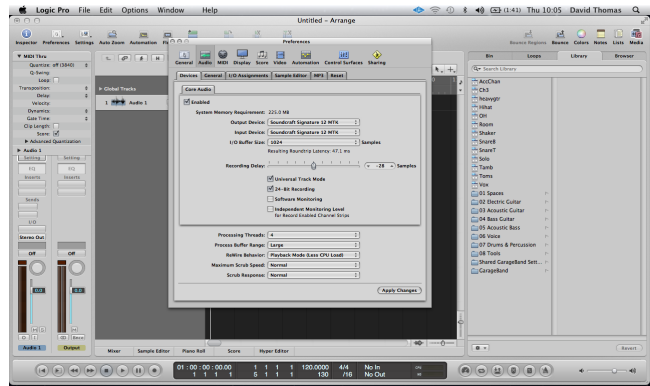 Logic Pro File Edit Options Window Help (1:41) Thu 10:05 David Thomas
Untitled - Arrange
Inspector Preferences Settings Auto Zoom Automation Bounce Regions Bounce Colors Notes Lists Media
Preferences
General Audio MIDI Display Score Video Automation Control Surfaces Sharing
Devices General I/O Assignments Sample Editor MP3 Reset
Core Audio
Enabled
System Memory Requirement: 225.0 MB
Output Device: Soundcraft Signature 12 MTK
Input Device: Soundcraft Signature 12 MTK
I/O Buffer Size: 1024 Samples
Resulting Roundtrip Latency: 47.1 ms
Recording Delay: -28 Samples
Universal Track Mode
24-Bit Recording
Software Monitoring
Independent Monitoring Level
for Record Enabled Channel Strips
Processing Threads: 4
Process Buffer Range: Large
ReWire Behavior: Playback Mode (Less CPU Load)
Maximum Scrub Speed: Normal
Scrub Response: Normal
Apply Changes
MIDI Thru
Quantize: off (3840)
Q-Swing:
Loop:
Transposition:
Delay:
Velocity:
Dynamics:
Gate Time:
Clip Length:
Score:
Advanced Quantization
Audio 1
Setting Setting
EQ EQ
Inserts Inserts
Sends
I/O
Stereo Out
Off Off
0.0 0.0
M S M
I Bnce
Audio 1 Output
Global Tracks
1 Audio 1
Bin Loops Library Browser
Search Library
AccChan
Ch3
heavygtr
Hihat
OH
Room
Shaker
SnareB
SnareT
Solo
Tamb
Toms
Vox
01 Spaces
02 Electric Guitar
03 Acoustic Guitar
04 Bass Guitar
05 Acoustic Bass
06 Voice
07 Drums & Percussion
08 Tools
Shared GarageBand Sett...
GarageBand
Revert
Mixer Sample Editor Piano Roll Score Hyper Editor
01:00:00:00.00 1 1 1 1 120.0000 4/4 No In CPU
1 1 1 1 5 1 1 1 130 /16 No Out